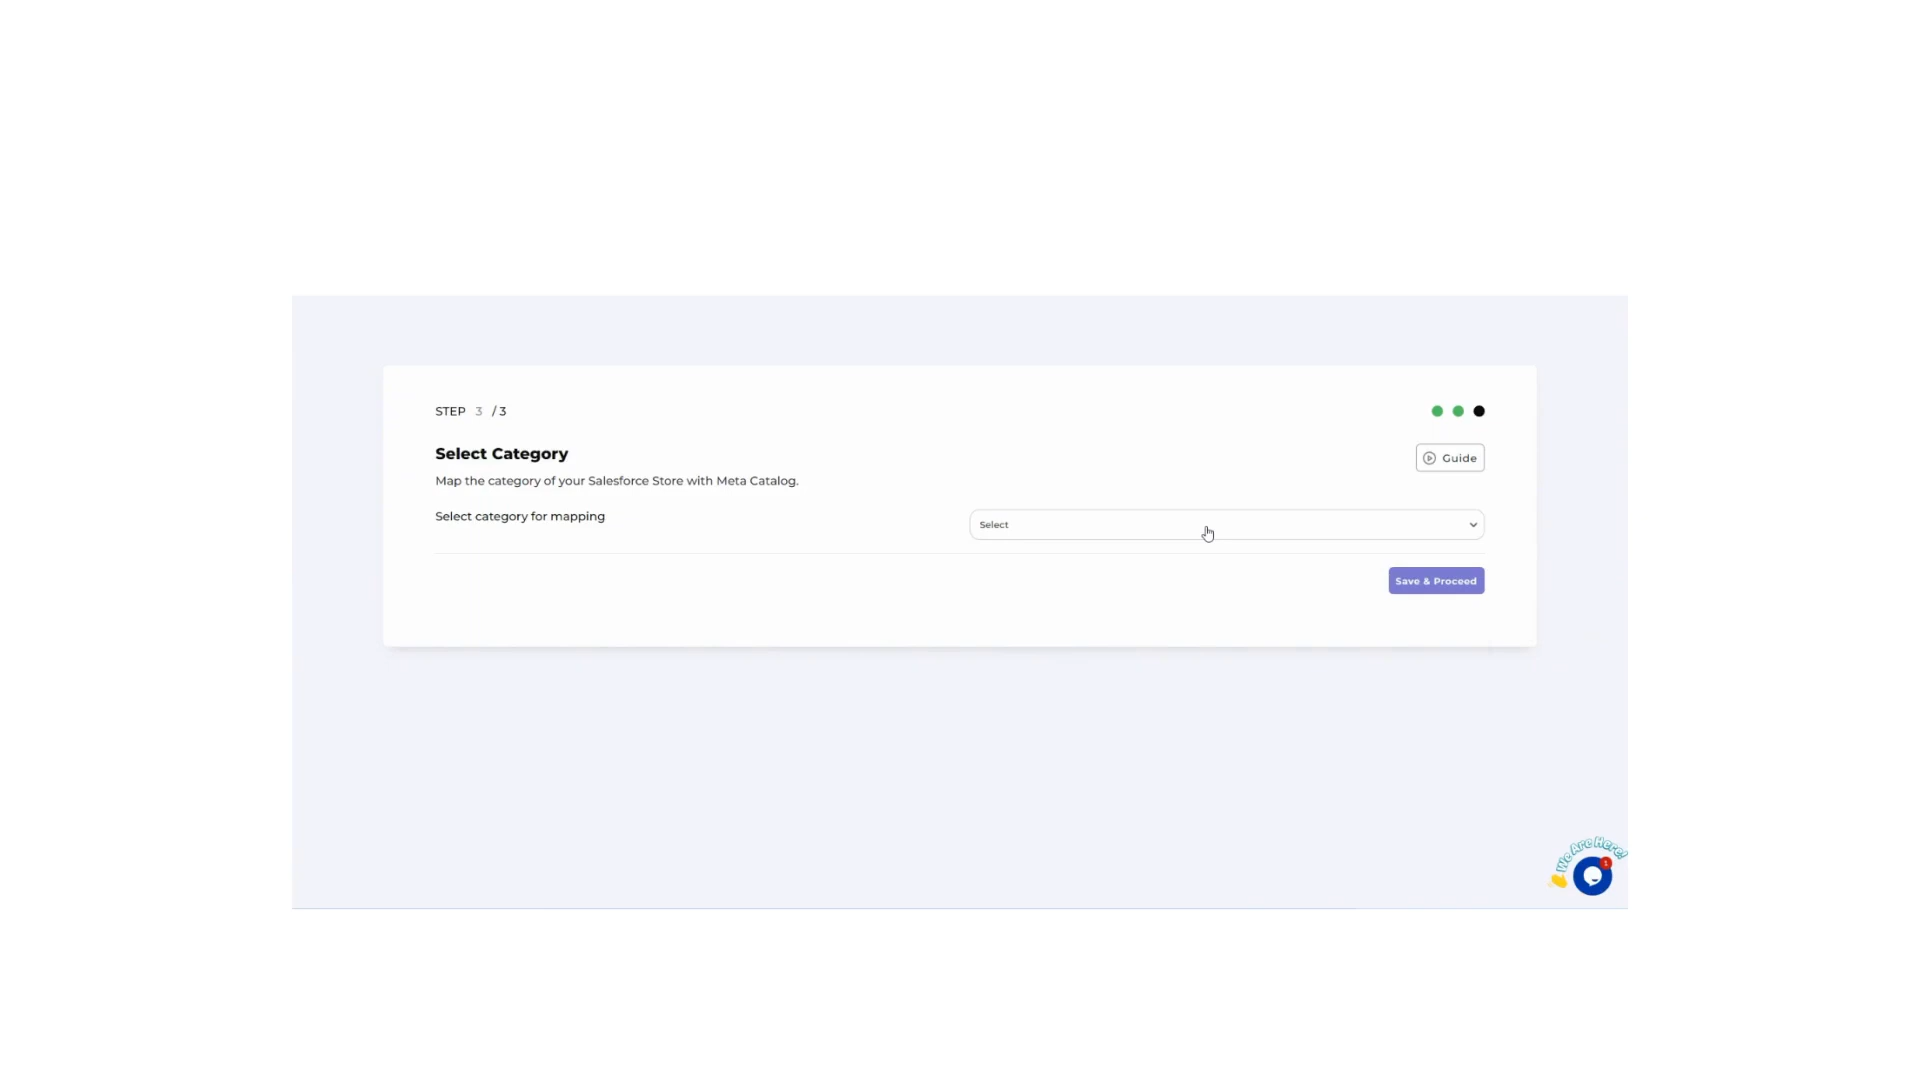 STEP 3 / 3
Select Category
Guide
Map the category of your Salesforce Store with Meta Catalog.
Select category for mapping
Select
Save & Proceed
We Are Here!
1